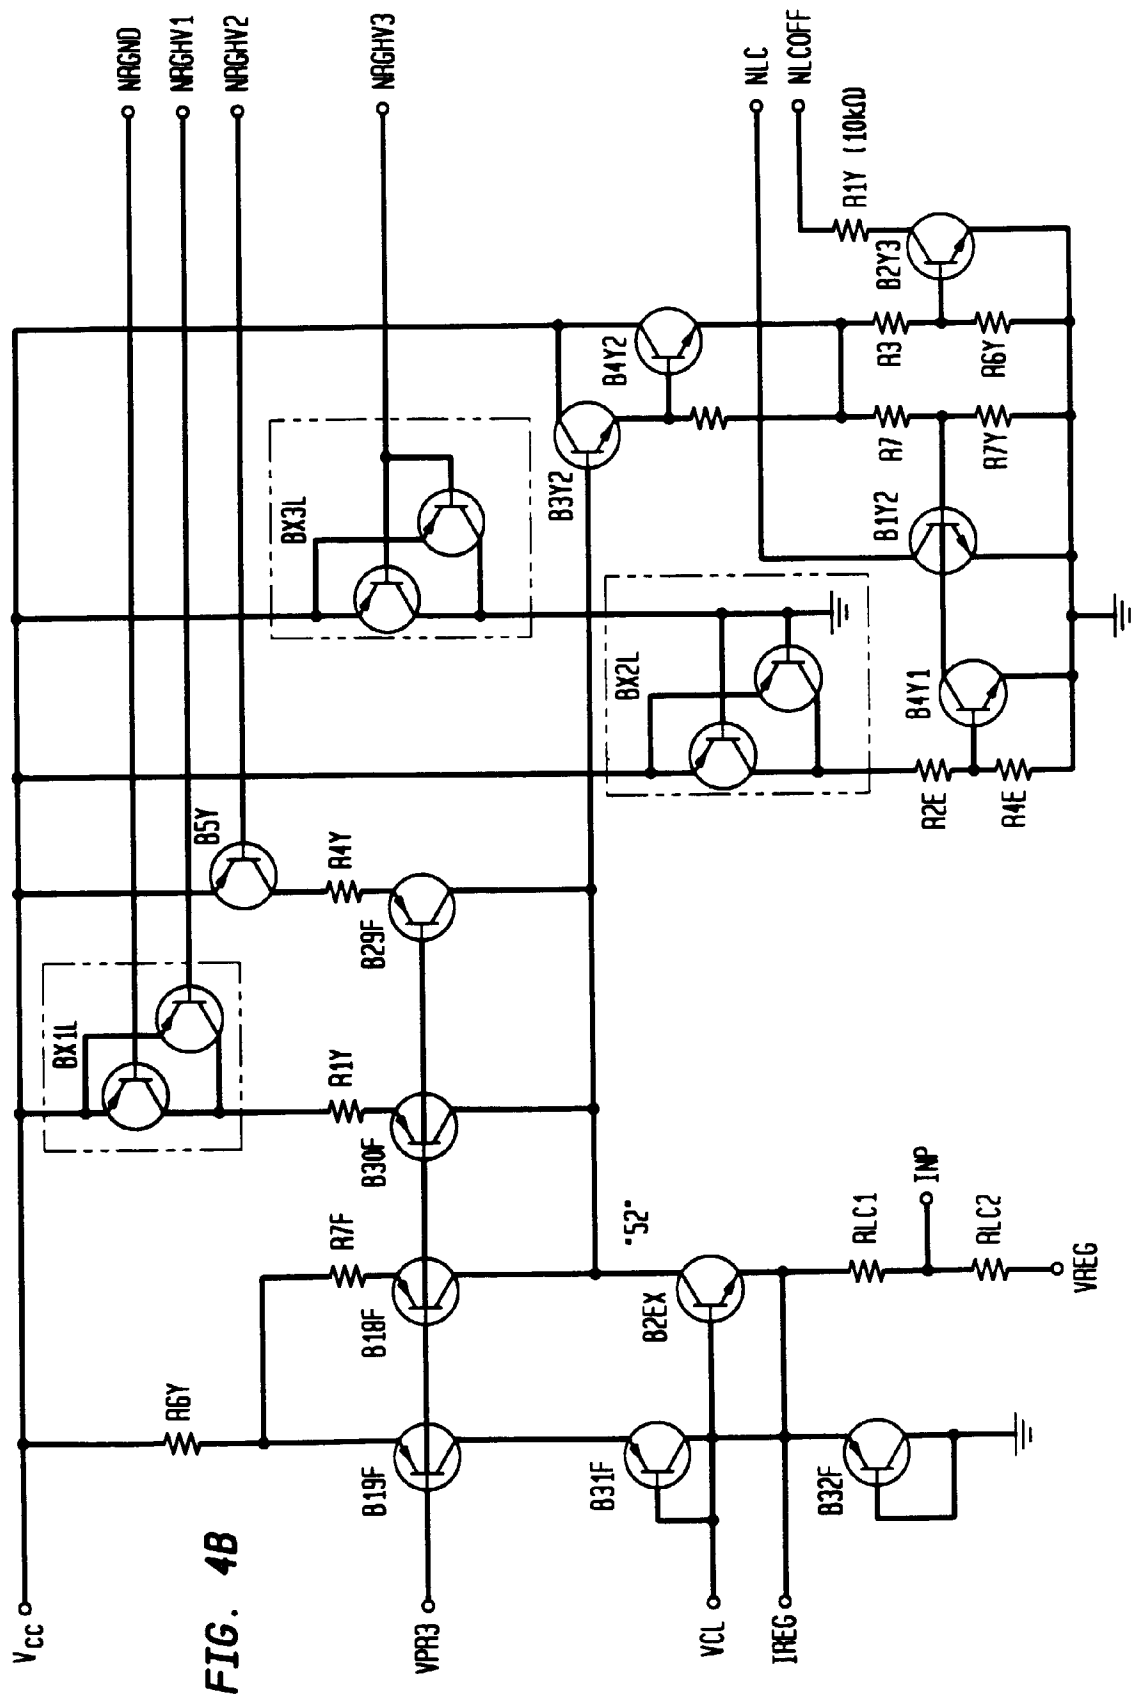 NRGND
NRGHV1
NRGHV2
NRGHV3
NLC
NLCOFF
R1Y (10kΩ)
B2Y3
B4Y2
R3
R6Y
BX3L
B3Y2
R7
R7Y
B1Y2
BX2L
B4Y1
R2E
R4E
B5Y
R4Y
B29F
BX1L
R1Y
B30F
"52"
INP
RLC1
RLC2
VREG
R7F
B18F
B2EX
R6Y
B19F
B31F
B32F
VCC
VPR3
VCL
IREG
FIG. 4B